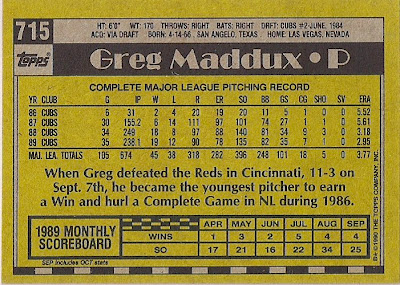 715
HT: 6'0" WT: 170 THROWS: RIGHT BATS: RIGHT DRFT: CUBS #2-JUNE, 1984
ACQ: VIA DRAFT BORN: 4-14-66, SAN ANGELO, TEXAS HOME: LAS VEGAS, NEVADA
TOPPS
Greg Maddux • P
COMPLETE MAJOR LEAGUE PITCHING RECORD
YR CLUB G IP W L R ER SO BB GS CG SHO SV ERA
86 CUBS 6 31 2 4 20 19 20 11 5 1 0 0 5.52
87 CUBS 30 155.2 6 14 111 97 101 74 27 1 1 0 5.61
88 CUBS 34 249 18 8 97 88 140 81 34 9 3 0 3.18
89 CUBS 35 238.1 19 12 90 78 135 82 35 7 1 0 2.95
MAJ. LEA. TOTALS 105 674 45 38 318 282 396 248 101 18 5 0 3.77
When Greg defeated the Reds in Cincinnati, 11-3 on
Sept. 7th, he became the youngest pitcher to earn
a Win and hurl a Complete Game in NL during 1986.
1989 MONTHLY
SCOREBOARD
APR MAY JUN JUL AUG SEP
WINS 1 3 2 5 4 4
SO 17 21 16 22 34 25
SEP includes OCT stats
©1990 THE TOPPS COMPANY, INC.